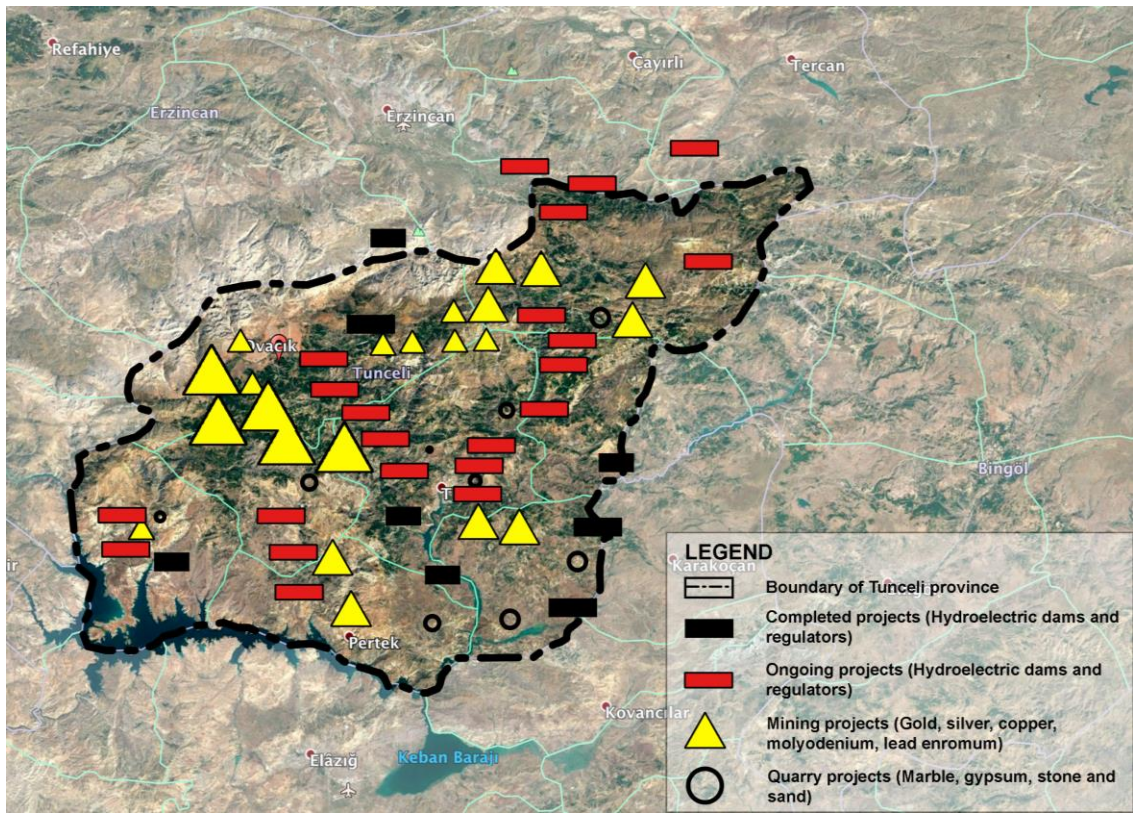 Refahiye
Çayırlı
Tercan
Erzincan
Erzincan
Ovacık
Tunceli
Bingöl
Pertek
Kovancılar
Elâzığ
Keban Barajı
Karakoçan
LEGEND
Boundary of Tunceli province
Completed projects (Hydroelectric dams and
regulators)
Ongoing projects (Hydroelectric dams and
regulators)
Mining projects (Gold, silver, copper,
molyodenium, lead enromum)
Quarry projects (Marble, gypsum, stone and
sand)